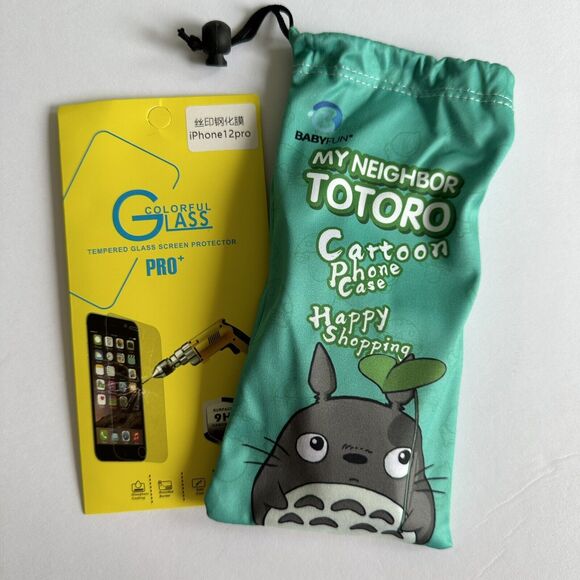 丝印钢化膜
iPhone12pro
COLORFUL
GLASS
TEMPERED GLASS SCREEN PROTECTOR
PRO+
SURFACE
9H
BABYFUN
MY NEIGHBOR
TOTORO
Cartoon
Phone
Case
Happy
Shopping